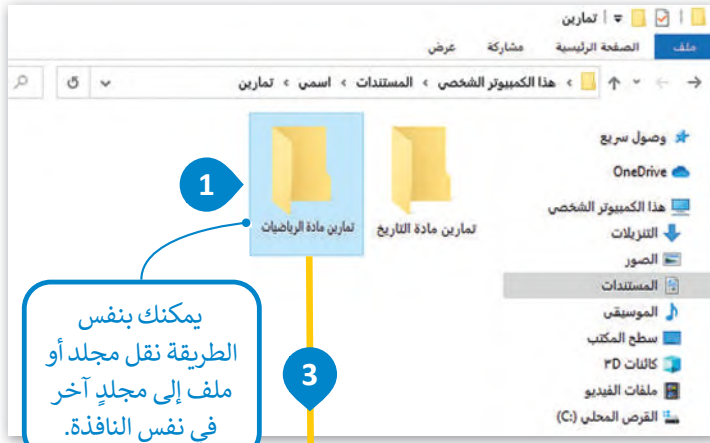 تمارين
ملف الصفحة الرئيسية مشاركة عرض
هذا الكمبيوتر الشخصي › المستندات › اسمي › تمارين
وصول سريع
OneDrive
هذا الكمبيوتر الشخصي
التنزيلات
الصور
المستندات
الموسيقى
سطح المكتب
كائنات ٣D
ملفات الفيديو
القرص المحلي (C:)
تمارين مادة التاريخ
تمارين مادة الرياضيات
1
يمكنك بنفس
الطريقة نقل مجلد أو
ملف إلى مجلدٍ آخر
في نفس النافذة.
3